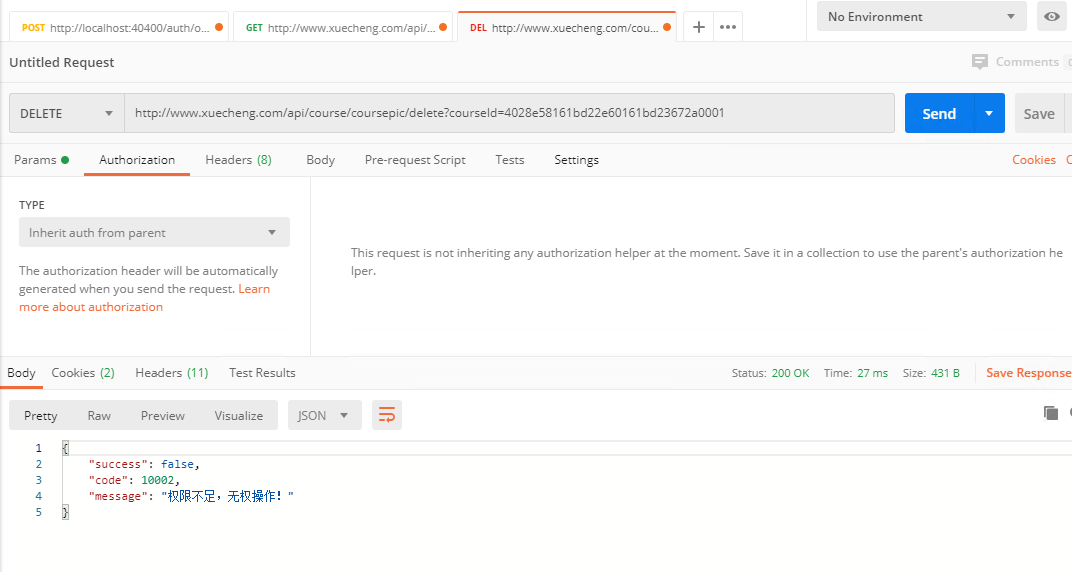 POST http://localhost:40400/auth/o...
GET http://www.xuecheng.com/api/...
DEL http://www.xuecheng.com/cou...
No Environment
Untitled Request
Comments
DELETE
http://www.xuecheng.com/api/course/coursepic/delete?courseId=4028e58161bd22e60161bd23672a0001
Send
Save
Params
Authorization
Headers (8)
Body
Pre-request Script
Tests
Settings
Cookies
TYPE
Inherit auth from parent
The authorization header will be automatically
generated when you send the request. Learn
more about authorization
This request is not inheriting any authorization helper at the moment. Save it in a collection to use the parent's authorization he
lper.
Body
Cookies (2)
Headers (11)
Test Results
Status: 200 OK
Time: 27 ms
Size: 431 B
Save Response
Pretty
Raw
Preview
Visualize
JSON
1 {
2 "success": false,
3 "code": 10002,
4 "message": "权限不足，无权操作！"
5 }